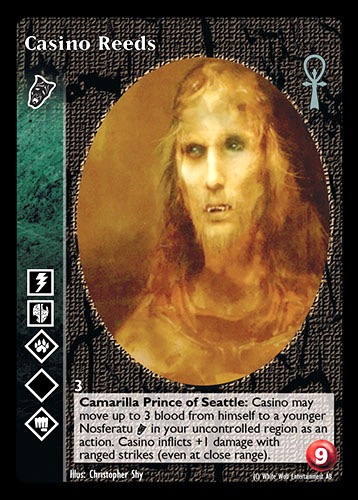 Casino Reeds
3
Camarilla Prince of Seattle: Casino may
move up to 3 blood from himself to a younger
Nosferatu in your uncontrolled region as an
action. Casino inflicts +1 damage with
ranged strikes (even at close range).
9
Illus: Christopher Shy
(C) White Wolf Entertainment AB